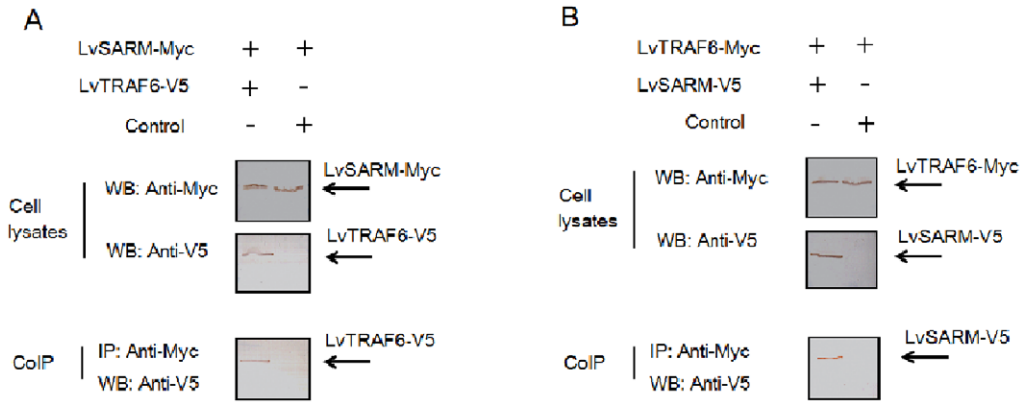 A
LvSARM-Myc + +
LvTRAF6-V5 + -
Control - +
Cell lysates
WB: Anti-Myc
LvSARM-Myc
WB: Anti-V5
LvTRAF6-V5
CoIP
IP: Anti-Myc
WB: Anti-V5
LvTRAF6-V5
B
LvTRAF6-Myc + +
LvSARM-V5 + -
Control - +
Cell lysates
WB: Anti-Myc
LvTRAF6-Myc
WB: Anti-V5
LvSARM-V5
CoIP
IP: Anti-Myc
WB: Anti-V5
LvSARM-V5